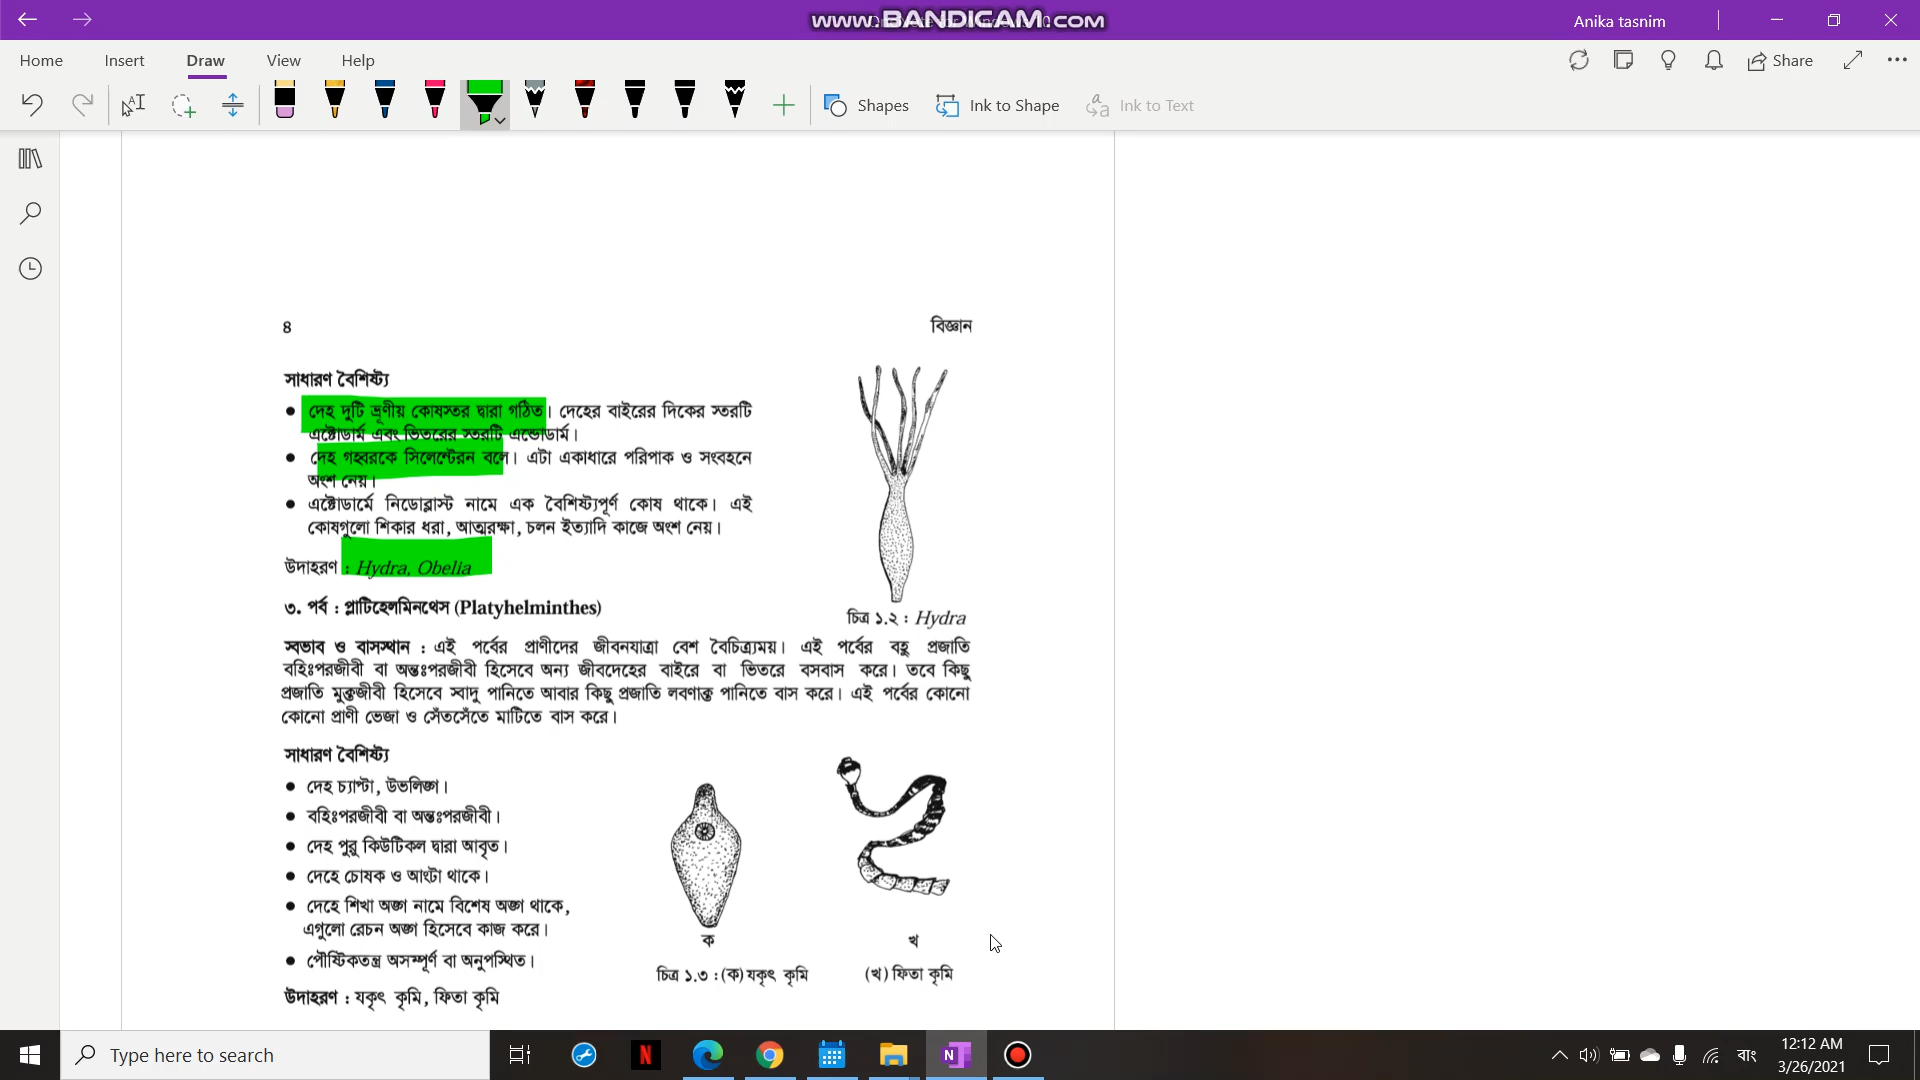 www.BANDICAM.com
Anika tasnim
Home Insert Draw View Help
Share
Shapes Ink to Shape Ink to Text
৪ বিজ্ঞান
সাধারণ বৈশিষ্ট্য
● দেহ দুটি ভ্রূণীয় কোষস্তর দ্বারা গঠিত। দেহের বাইরের দিকের স্তরটি
এক্টোডার্ম এবং ভিতরের স্তরটি এন্ডোডার্ম।
● দেহ গহ্বরকে সিলেন্টেরন বলে। এটা একাধারে পরিপাক ও সংবহনে
অংশ নেয়।
● এক্টোডার্মে নিডোব্লাস্ট নামে এক বৈশিষ্ট্যপূর্ণ কোষ থাকে। এই
কোষগুলো শিকার ধরা, আত্মরক্ষা, চলন ইত্যাদি কাজে অংশ নেয়।
উদাহরণ : Hydra, Obelia
চিত্র ১.২ : Hydra
৩. পর্ব : প্লাটিহেলমিনথেস (Platyhelminthes)
স্বভাব ও বাসস্থান : এই পর্বের প্রাণীদের জীবনযাত্রা বেশ বৈচিত্র্যময়। এই পর্বের বহু প্রজাতি
বহিঃপরজীবী বা অন্তঃপরজীবী হিসেবে অন্য জীবদেহের বাইরে বা ভিতরে বসবাস করে। তবে কিছু
প্রজাতি মুক্তজীবী হিসেবে স্বাদু পানিতে আবার কিছু প্রজাতি লবণাক্ত পানিতে বাস করে। এই পর্বের কোনো
কোনো প্রাণী ভেজা ও সেঁতসেঁতে মাটিতে বাস করে।
সাধারণ বৈশিষ্ট্য
● দেহ চ্যাপ্টা, উভলিঙ্গ।
● বহিঃপরজীবী বা অন্তঃপরজীবী।
● দেহ পুরু কিউটিকল দ্বারা আবৃত।
● দেহে চোষক ও আংটা থাকে।
● দেহে শিখা অঙ্গ নামে বিশেষ অঙ্গ থাকে,
এগুলো রেচন অঙ্গ হিসেবে কাজ করে।
● পৌষ্টিকতন্ত্র অসম্পূর্ণ বা অনুপস্থিত।
উদাহরণ : যকৃৎ কৃমি, ফিতা কৃমি
ক খ
চিত্র ১.৩ : (ক) যকৃৎ কৃমি (খ) ফিতা কৃমি
Type here to search
বাং
12:12 AM
3/26/2021